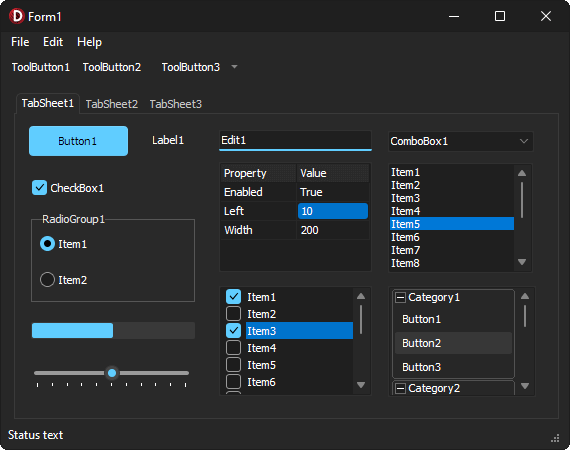 D Form1
File Edit Help
ToolButton1 ToolButton2 ToolButton3
TabSheet1 TabSheet2 TabSheet3
Button1
Label1
Edit1
ComboBox1
CheckBox1
RadioGroup1
Item1
Item2
Property Value
Enabled True
Left 10
Width 200
Item1
Item2
Item3
Item4
Item5
Item6
Item7
Item8
Item1
Item2
Item3
Item4
Item5
Item6
Category1
Button1
Button2
Button3
Category2
Status text